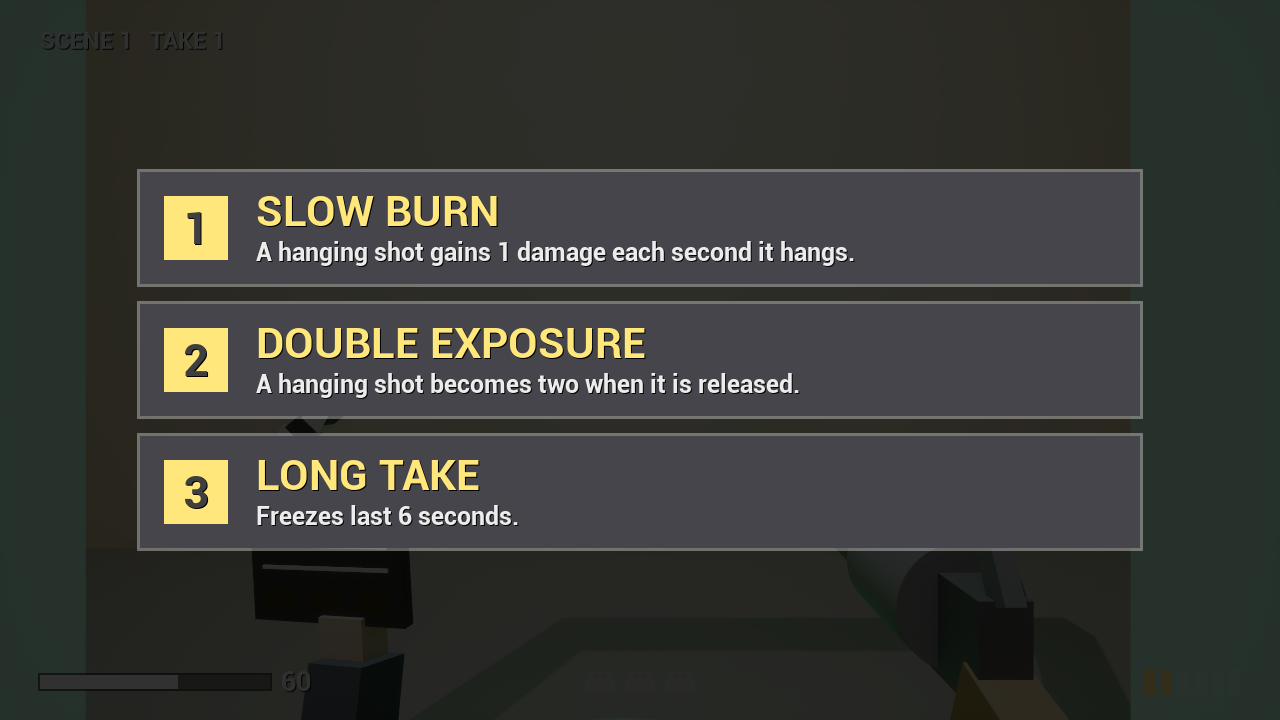 SCENE 1 TAKE 1
1
SLOW BURN
A hanging shot gains 1 damage each second it hangs.
2
DOUBLE EXPOSURE
A hanging shot becomes two when it is released.
3
LONG TAKE
Freezes last 6 seconds.
60